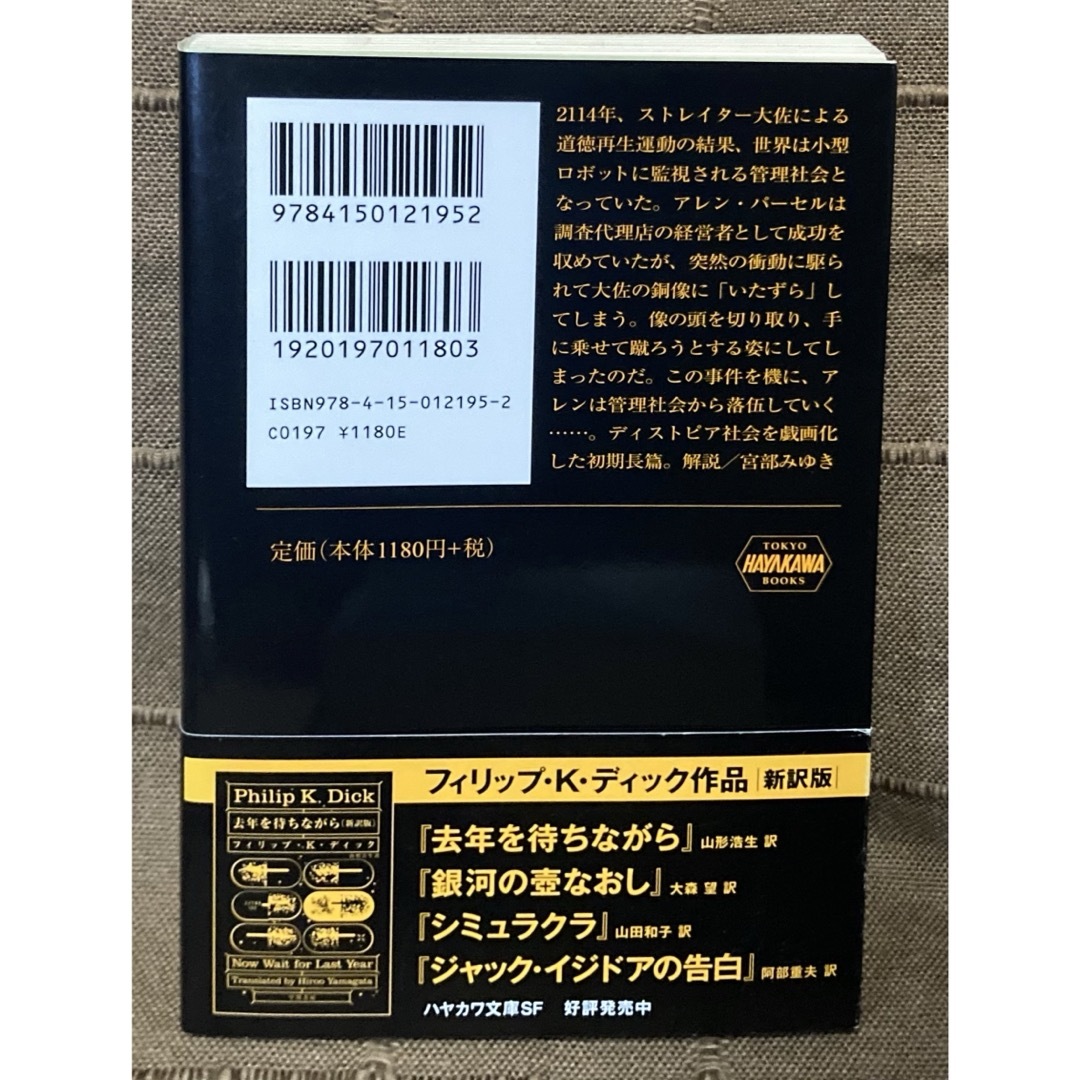 9784150121952
1920197011803
ISBN978-4-15-012195-2
C0197 ¥1180E
2114年、ストレイター大佐による
道徳再生運動の結果、世界は小型
ロボットに監視される管理社会と
なっていた。アレン・パーセルは
調査代理店の経営者として成功を
収めていたが、突然の衝動に駆ら
れて大佐の銅像に「いたずら」し
てしまう。像の頭を切り取り、手
に乗せて蹴ろうとする姿にしてし
まったのだ。この事件を機に、ア
レンは管理社会から落伍していく
……。ディストピア社会を戯画化
した初期長篇。解説／宮部みゆき
定価(本体1180円+税)
TOKYO
HAYAKAWA
BOOKS
フィリップ・K・ディック作品|新訳版|
Philip K. Dick
去年を待ちながら〔新訳版〕
フィリップ・K・ディック
Now Wait for Last Year
Translated by Hiroo Yamagata
『去年を待ちながら』山形浩生 訳
『銀河の壺なおし』大森 望 訳
『シミュラクラ』山田和子 訳
『ジャック・イジドアの告白』阿部重夫 訳
ハヤカワ文庫SF 好評発売中